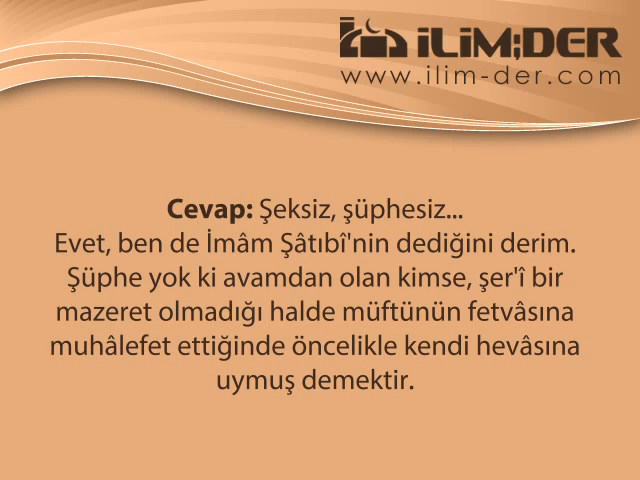 İLİM;DER
www.ilim-der.com
Cevap: Şeksiz, şüphesiz...
Evet, ben de İmâm Şâtıbî'nin dediğini derim.
Şüphe yok ki avamdan olan kimse, şer'î bir
mazeret olmadığı halde müftünün fetvâsına
muhâlefet ettiğinde öncelikle kendi hevâsına
uymuş demektir.